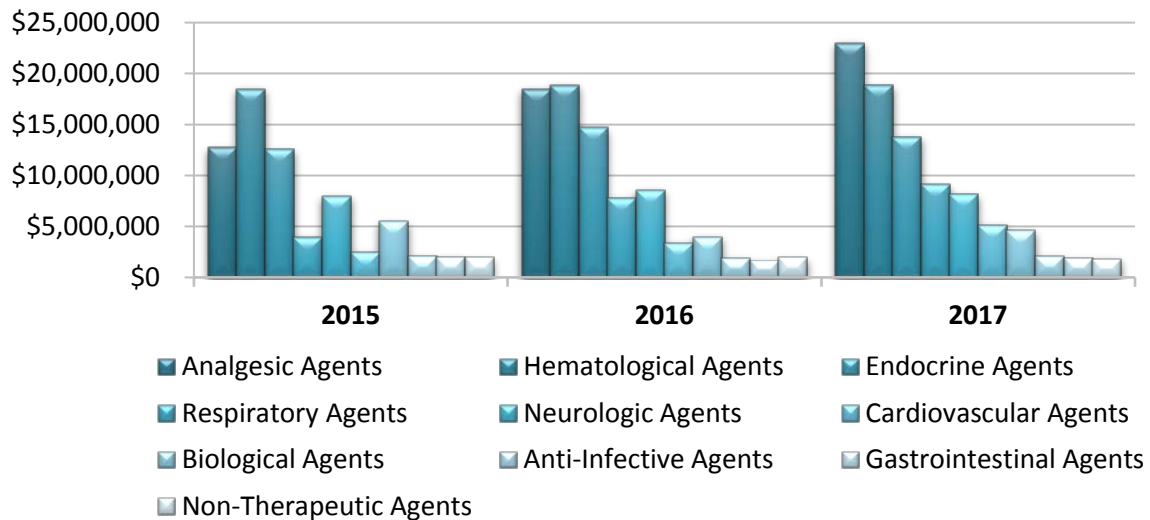 $25,000,000
$20,000,000
$15,000,000
$10,000,000
$5,000,000
$0
2015 2016 2017
Analgesic Agents Hematological Agents Endocrine Agents
Respiratory Agents Neurologic Agents Cardiovascular Agents
Biological Agents Anti-Infective Agents Gastrointestinal Agents
Non-Therapeutic Agents